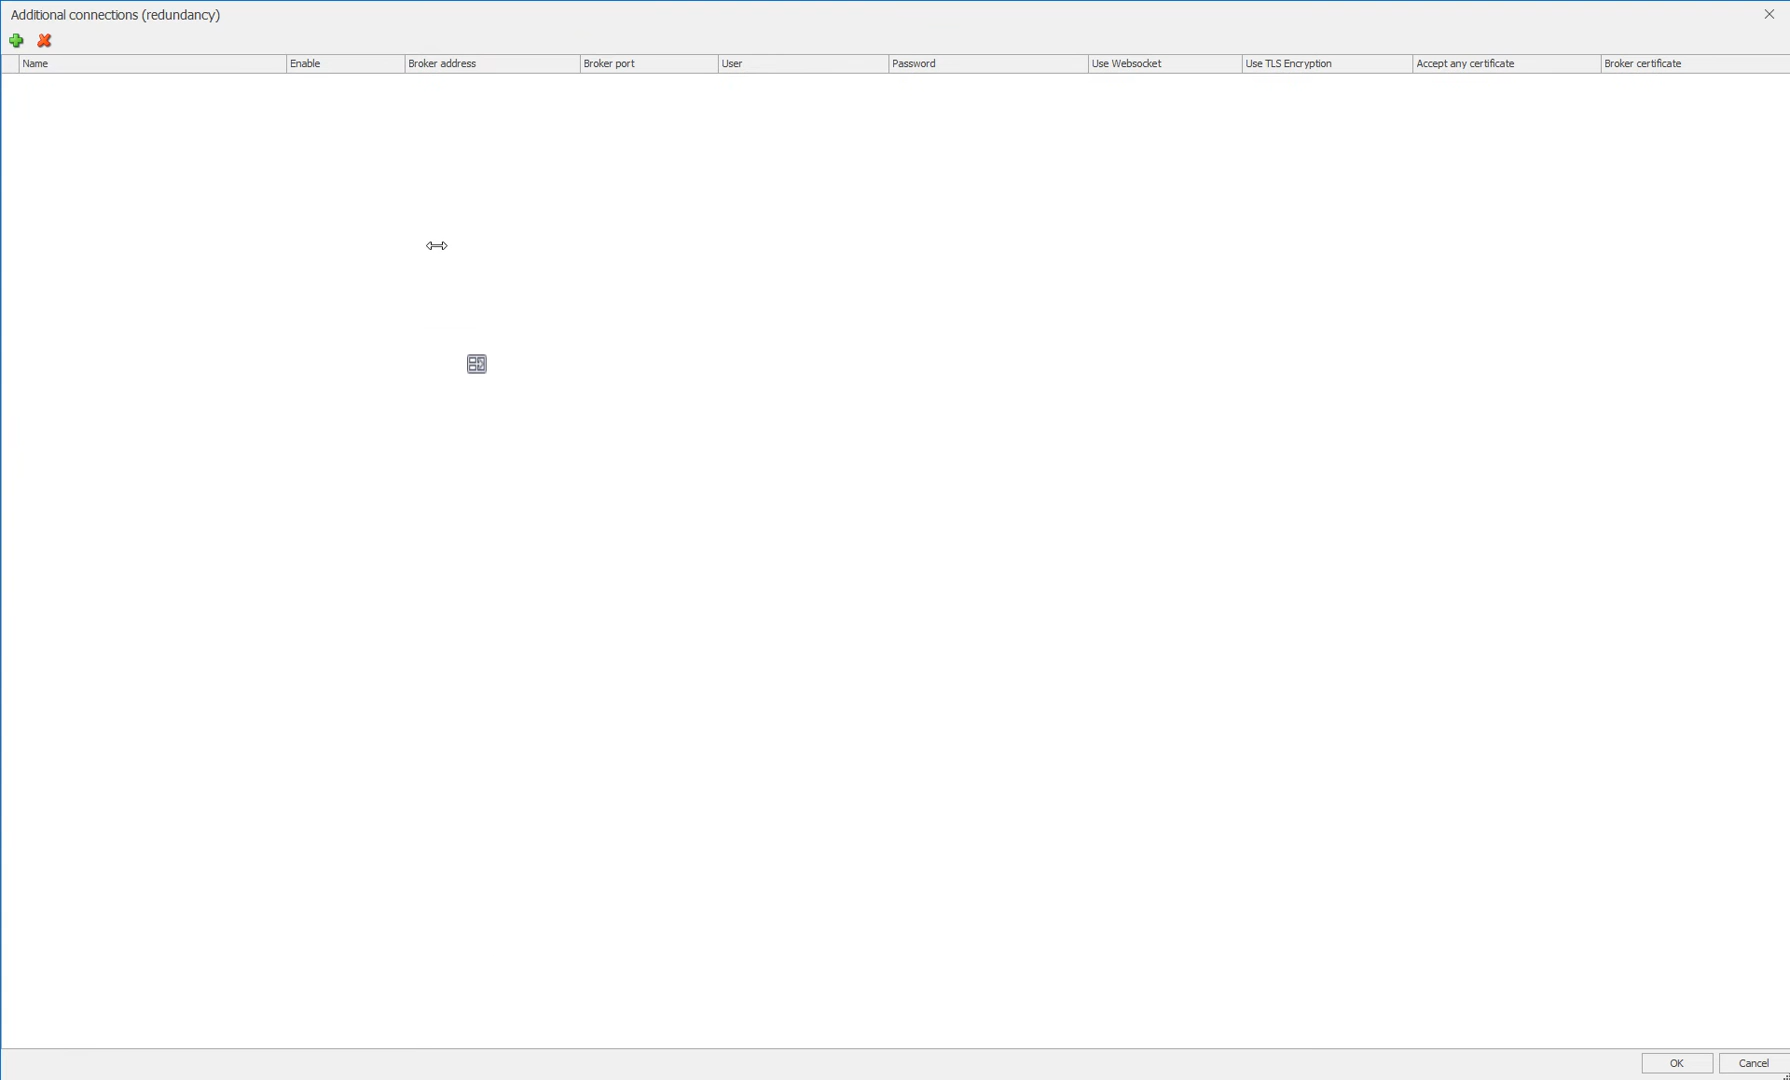 Additional connections (redundancy)
Name Enable Broker address Broker port User Password Use Websocket Use TLS Encryption Accept any certificate Broker certificate
OK Cancel